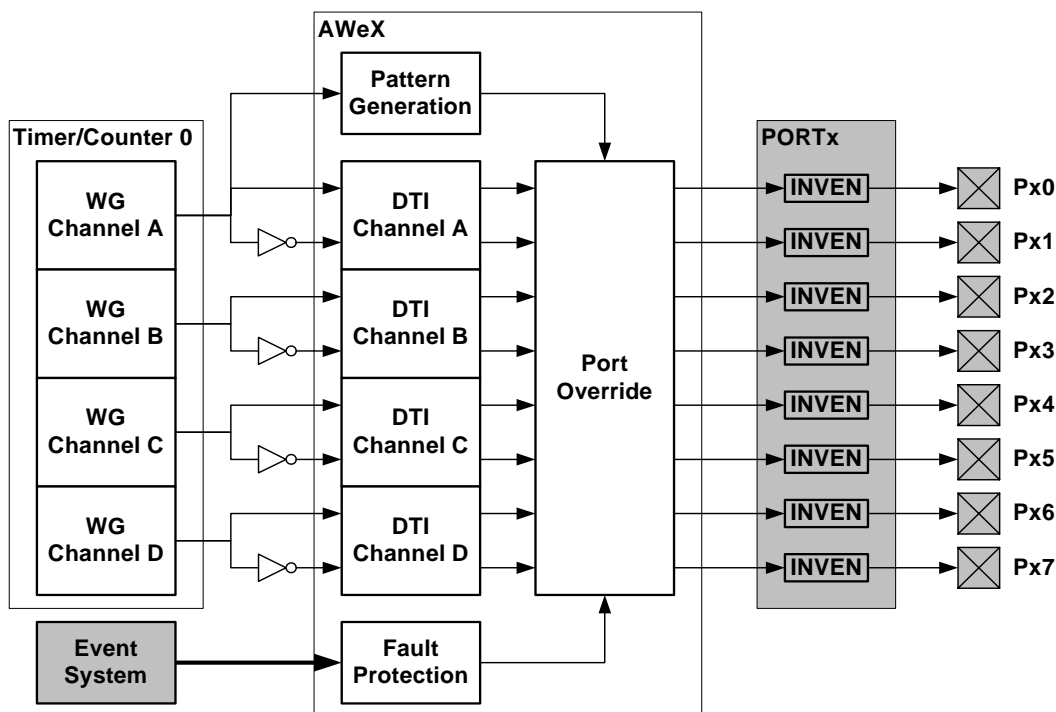 AWeX
Pattern
Generation
Timer/Counter 0
PORTx
WG
Channel A
DTI
Channel A
INVEN
Px0
INVEN
Px1
WG
Channel B
DTI
Channel B
INVEN
Px2
INVEN
Px3
Port
Override
WG
Channel C
DTI
Channel C
INVEN
Px4
INVEN
Px5
WG
Channel D
DTI
Channel D
INVEN
Px6
INVEN
Px7
Event
System
Fault
Protection